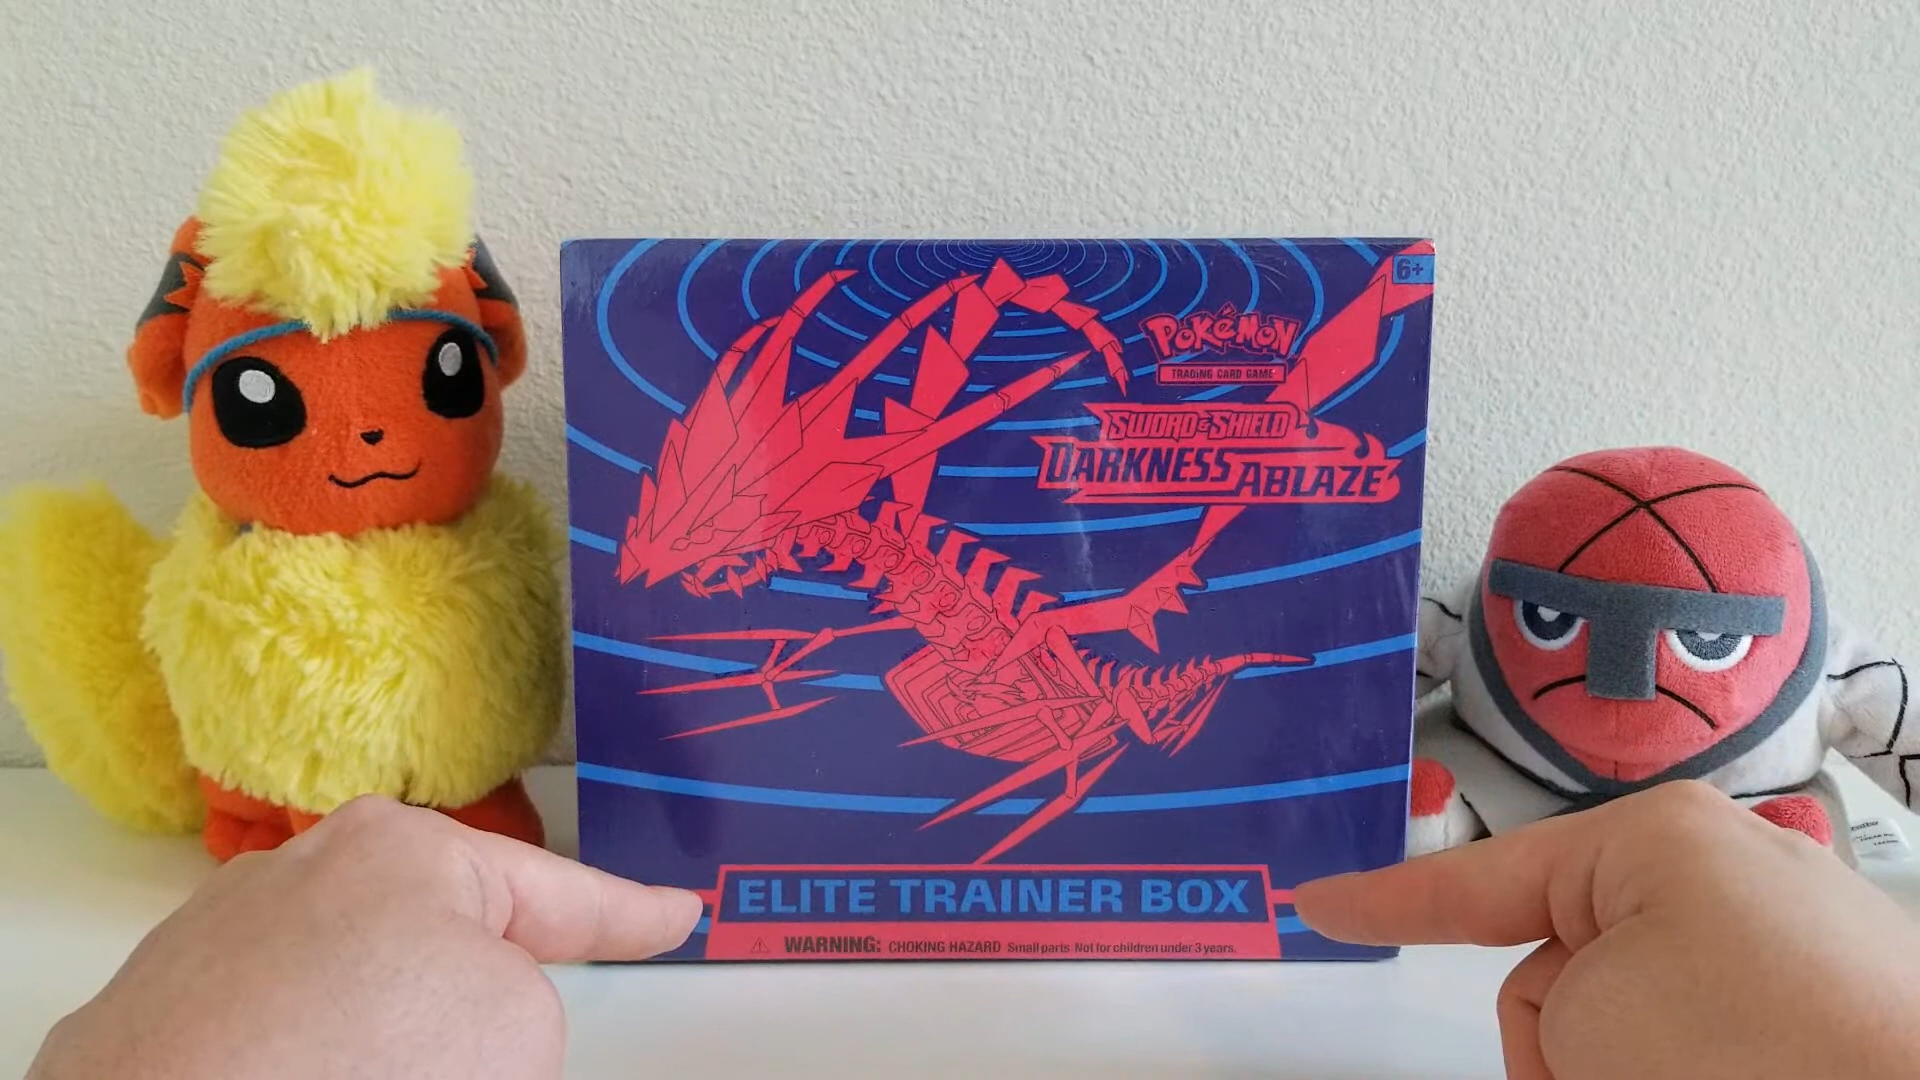 6+
POKéMON
TRADING CARD GAME
SWORD & SHIELD
DARKNESS ABLAZE
ELITE TRAINER BOX
WARNING: CHOKING HAZARD Small parts. Not for children under 3 years.